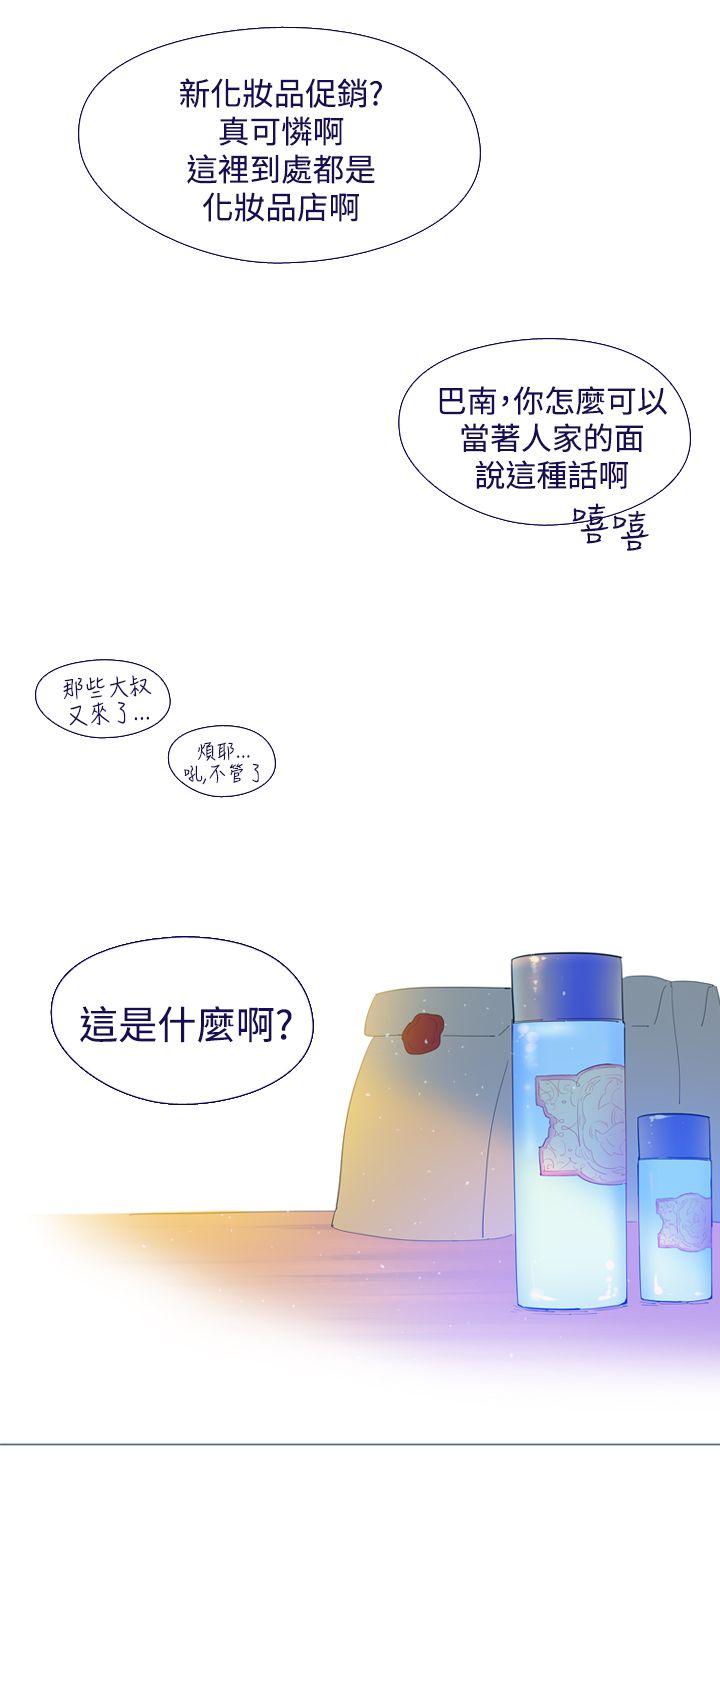 新化妝品促銷?
真可憐啊
這裡到處都是
化妝品店啊
巴南,你怎麼可以
當著人家的面
說這種話啊
嘻嘻
那些大叔
又來了...
煩耶...
吼,不管了
這是什麼啊?